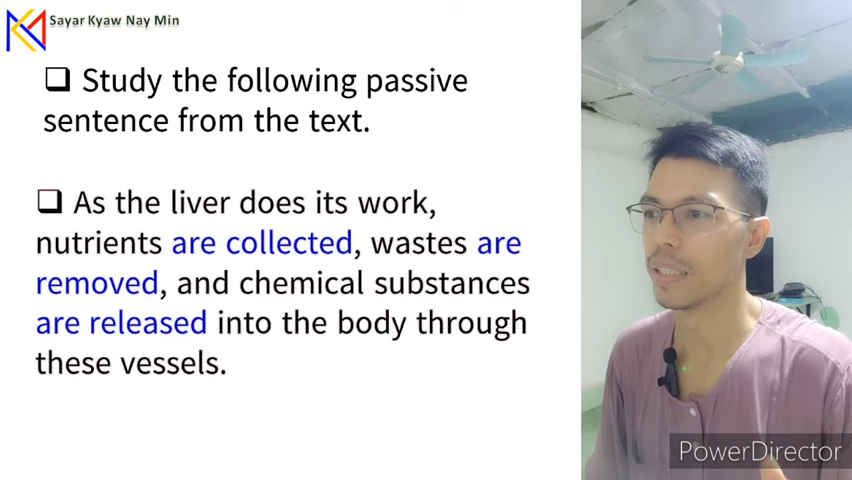 Sayar Kyaw Nay Min
❑ Study the following passive
sentence from the text.
❑ As the liver does its work,
nutrients are collected, wastes are
removed, and chemical substances
are released into the body through
these vessels.
PowerDirector